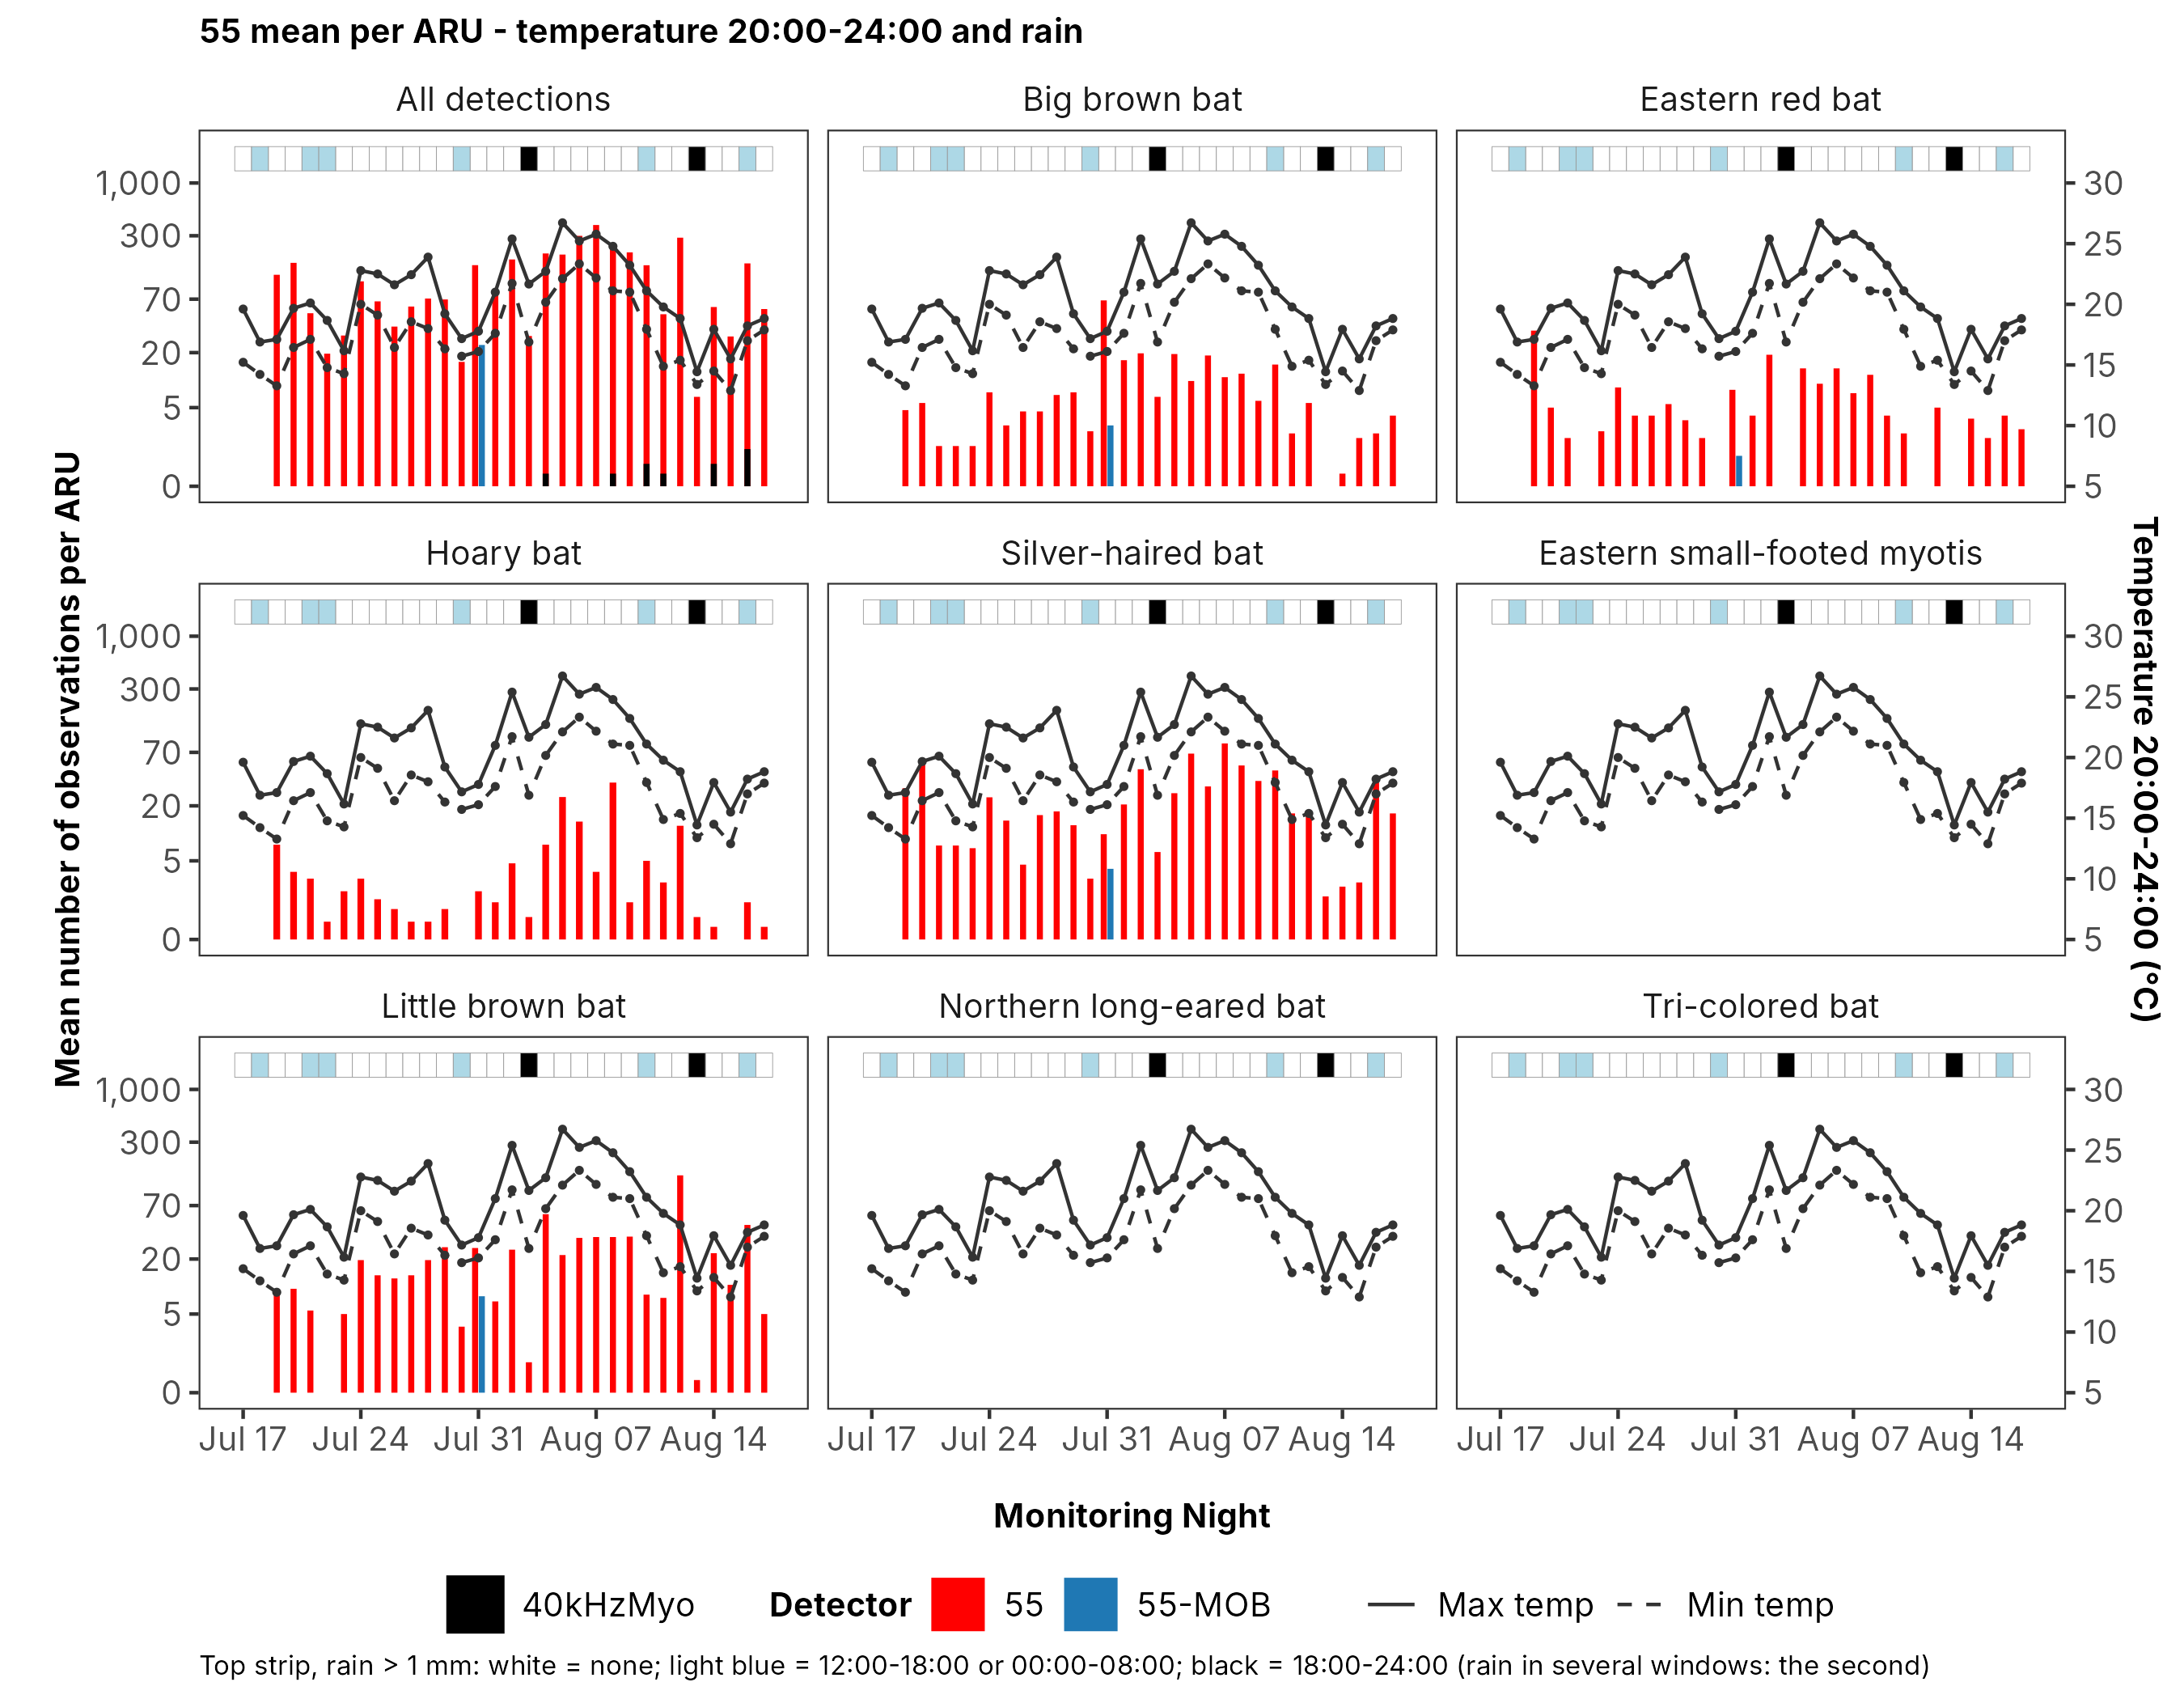 55 mean per ARU - temperature 20:00-24:00 and rain
All detections
Big brown bat
Eastern red bat
1,000
300
70
20
5
0
30
25
20
15
10
5
Hoary bat
Silver-haired bat
Eastern small-footed myotis
1,000
300
70
20
5
0
30
25
20
15
10
5
Little brown bat
Northern long-eared bat
Tri-colored bat
1,000
300
70
20
5
0
30
25
20
15
10
5
Mean number of observations per ARU
Temperature 20:00-24:00 (°C)
Jul 17 Jul 24 Jul 31 Aug 07 Aug 14
Jul 17 Jul 24 Jul 31 Aug 07 Aug 14
Jul 17 Jul 24 Jul 31 Aug 07 Aug 14
Monitoring Night
40kHzMyo Detector 55 55-MOB Max temp Min temp
Top strip, rain > 1 mm: white = none; light blue = 12:00-18:00 or 00:00-08:00; black = 18:00-24:00 (rain in several windows: the second)